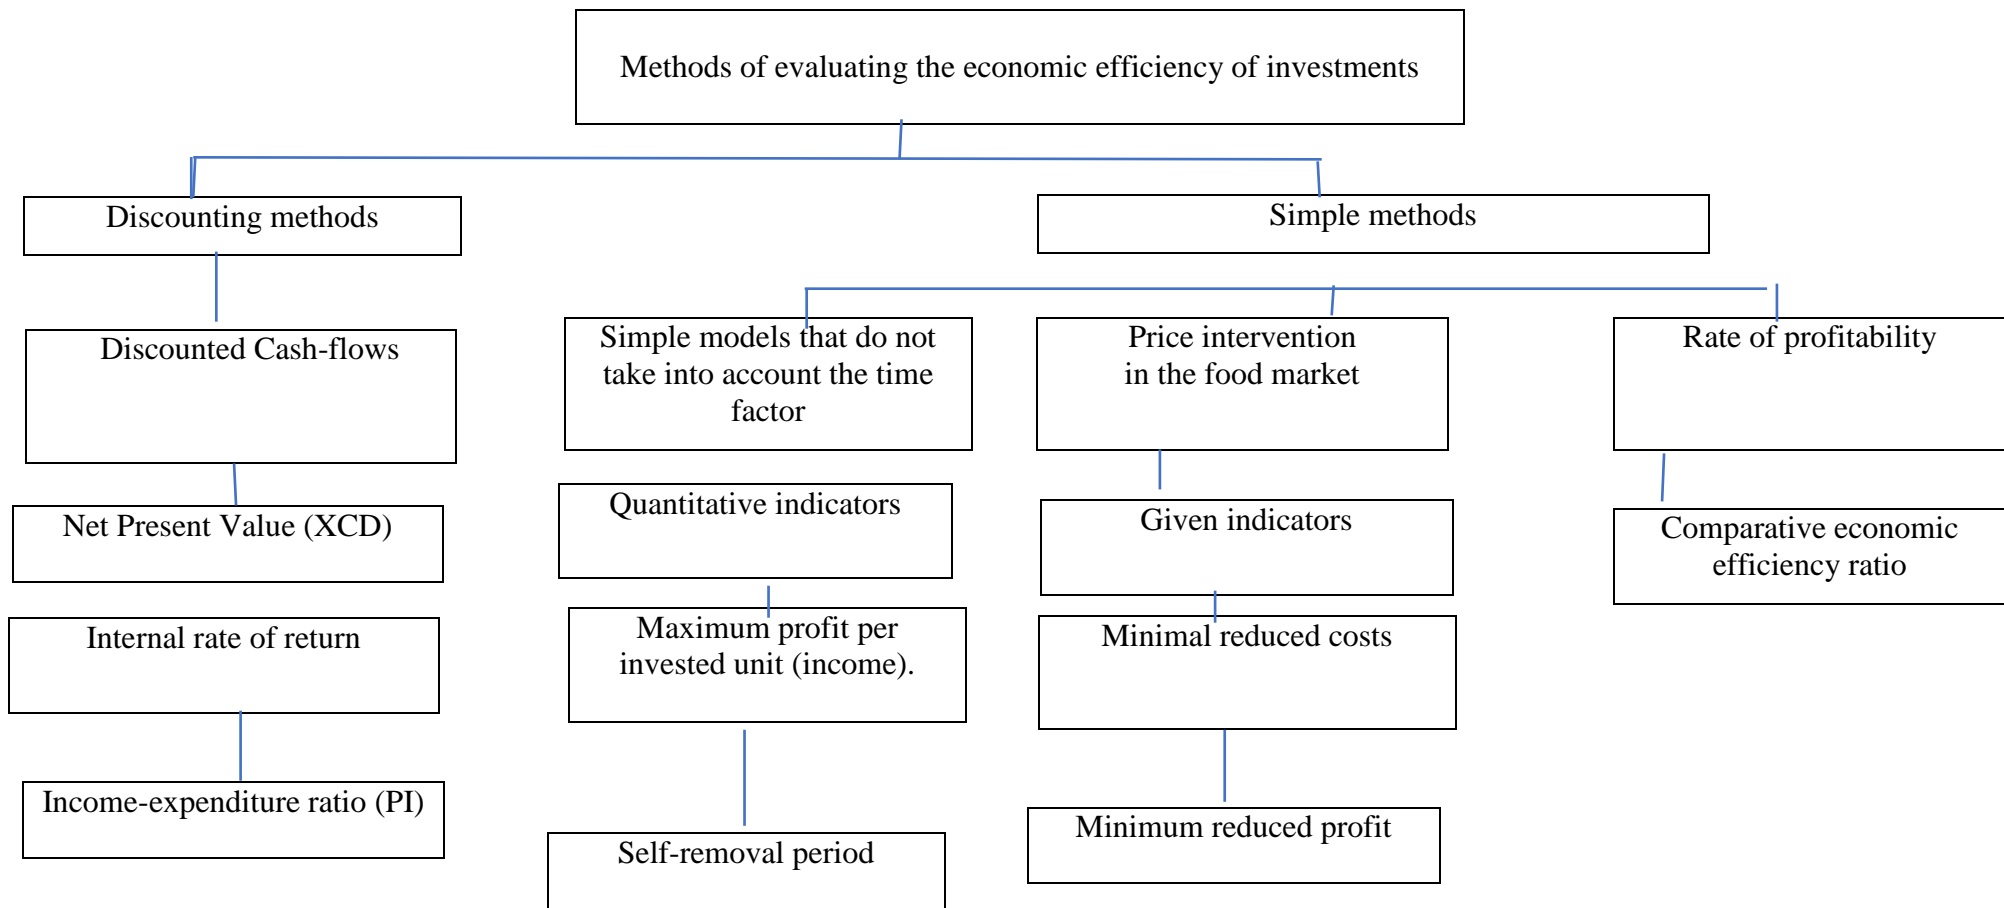 Methods of evaluating the economic efficiency of investments
Discounting methods
Simple methods
Discounted Cash-flows
Simple models that do not
take into account the time
factor
Price intervention
in the food market
Rate of profitability
Net Present Value (XCD)
Quantitative indicators
Given indicators
Comparative economic
efficiency ratio
Internal rate of return
Maximum profit per
invested unit (income).
Minimal reduced costs
Income-expenditure ratio (PI)
Self-removal period
Minimum reduced profit